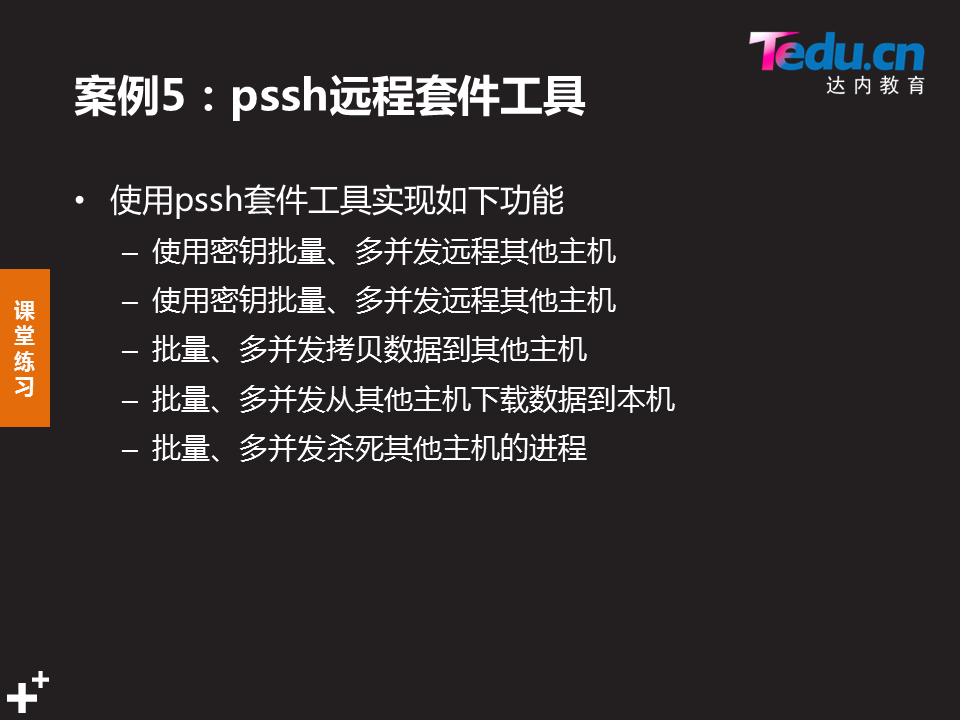 Tedu.cn
达内教育
案例5：pssh远程套件工具
• 使用pssh套件工具实现如下功能
– 使用密钥批量、多并发远程其他主机
– 使用密钥批量、多并发远程其他主机
– 批量、多并发拷贝数据到其他主机
– 批量、多并发从其他主机下载数据到本机
– 批量、多并发杀死其他主机的进程
课堂练习